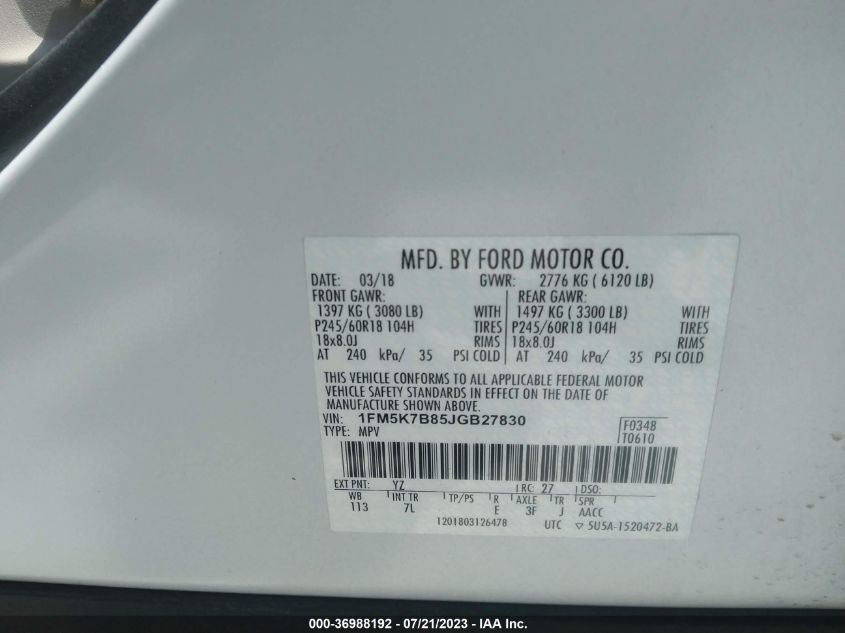 MFD. BY FORD MOTOR CO.
DATE: 03/18 GVWR: 2776 KG ( 6120 LB)
FRONT GAWR: REAR GAWR:
1397 KG ( 3080 LB) WITH 1497 KG ( 3300 LB) WITH
P245/60R18 104H TIRES P245/60R18 104H TIRES
18x8.0J RIMS 18x8.0J RIMS
AT 240 kPa/ 35 PSI COLD AT 240 kPa/ 35 PSI COLD
THIS VEHICLE CONFORMS TO ALL APPLICABLE FEDERAL MOTOR
VEHICLE SAFETY STANDARDS IN EFFECT ON THE DATE OF
MANUFACTURE SHOWN ABOVE.
VIN: 1FM5K7B85JGB27830 F0348
TYPE: MPV T0610
EXT PNT: YZ RC: 27 DSO:
WB INT TR TP/PS R AXLE TR SPR
113 7L E 3F J AACC
1201803126478 UTC ▽ 5U5A-1520472-BA
000-36988192 - 07/21/2023 - www.iaai.com